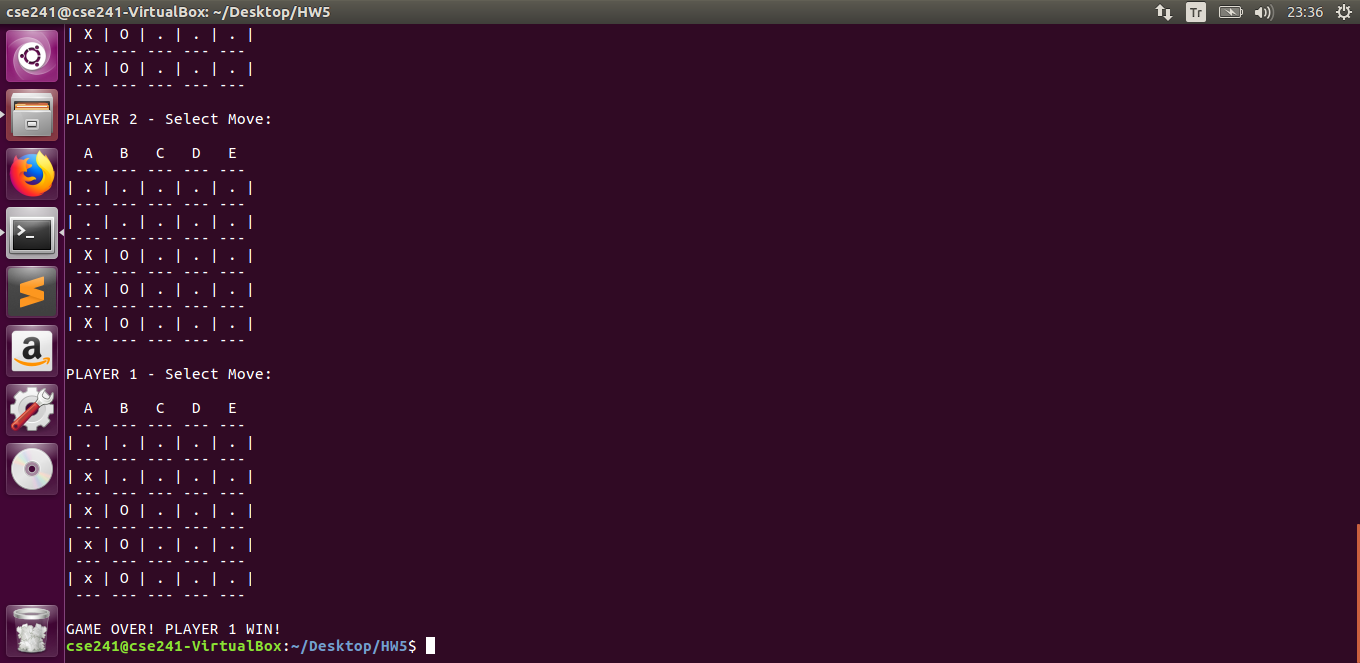 cse241@cse241-VirtualBox: ~/Desktop/HW5
Tr
23:36
| X | O | . | . | . |
 --- --- --- --- ---
| X | O | . | . | . |
 --- --- --- --- ---
PLAYER 2 - Select Move:
  A   B   C   D   E
 --- --- --- --- ---
| . | . | . | . | . |
 --- --- --- --- ---
| . | . | . | . | . |
 --- --- --- --- ---
| X | O | . | . | . |
 --- --- --- --- ---
| X | O | . | . | . |
 --- --- --- --- ---
| X | O | . | . | . |
 --- --- --- --- ---
PLAYER 1 - Select Move:
  A   B   C   D   E
 --- --- --- --- ---
| . | . | . | . | . |
 --- --- --- --- ---
| x | . | . | . | . |
 --- --- --- --- ---
| x | O | . | . | . |
 --- --- --- --- ---
| x | O | . | . | . |
 --- --- --- --- ---
| x | O | . | . | . |
 --- --- --- --- ---
GAME OVER! PLAYER 1 WIN!
cse241@cse241-VirtualBox:~/Desktop/HW5$
a